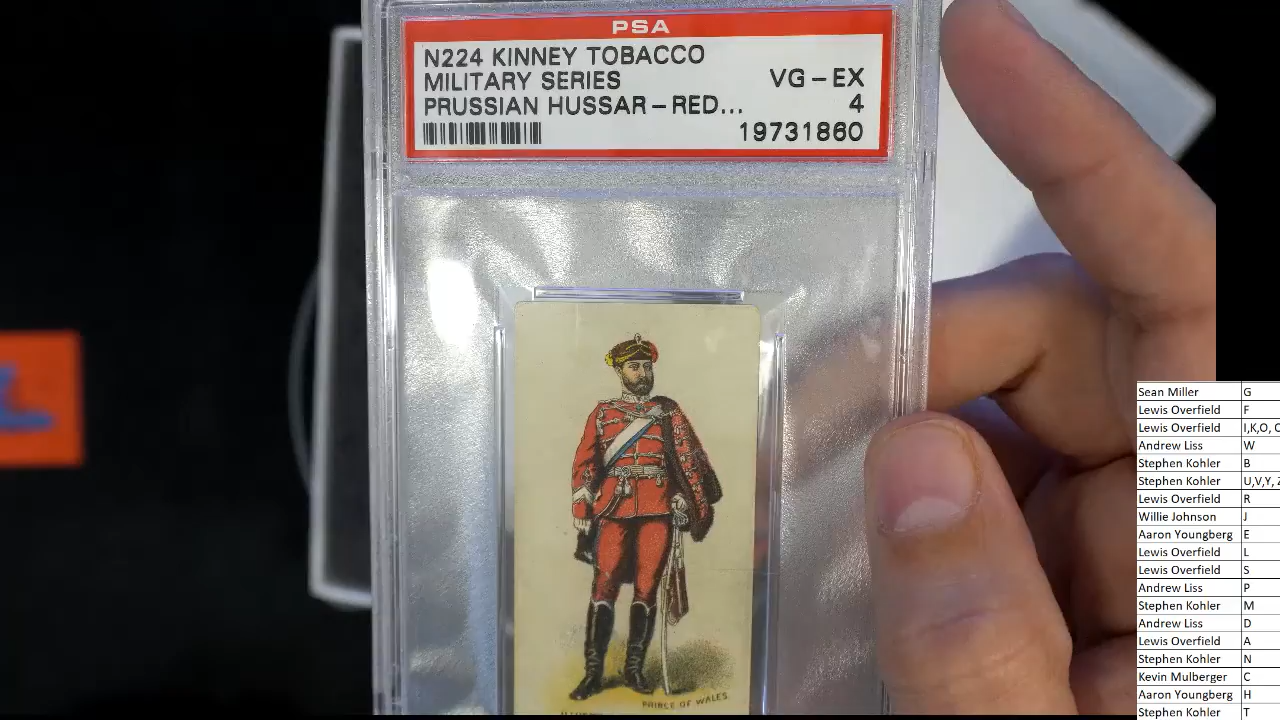 PSA
N224 KINNEY TOBACCO
MILITARY SERIES VG - EX
PRUSSIAN HUSSAR - RED... 4
19731860
PRINCE OF WALES
Sean Miller G
Lewis Overfield F
Lewis Overfield I,K,O,
Andrew Liss W
Stephen Kohler B
Stephen Kohler U,V,Y,
Lewis Overfield R
Willie Johnson J
Aaron Youngberg E
Lewis Overfield L
Lewis Overfield S
Andrew Liss P
Stephen Kohler M
Andrew Liss D
Lewis Overfield A
Stephen Kohler N
Kevin Mulberger C
Aaron Youngberg H
Stephen Kohler T